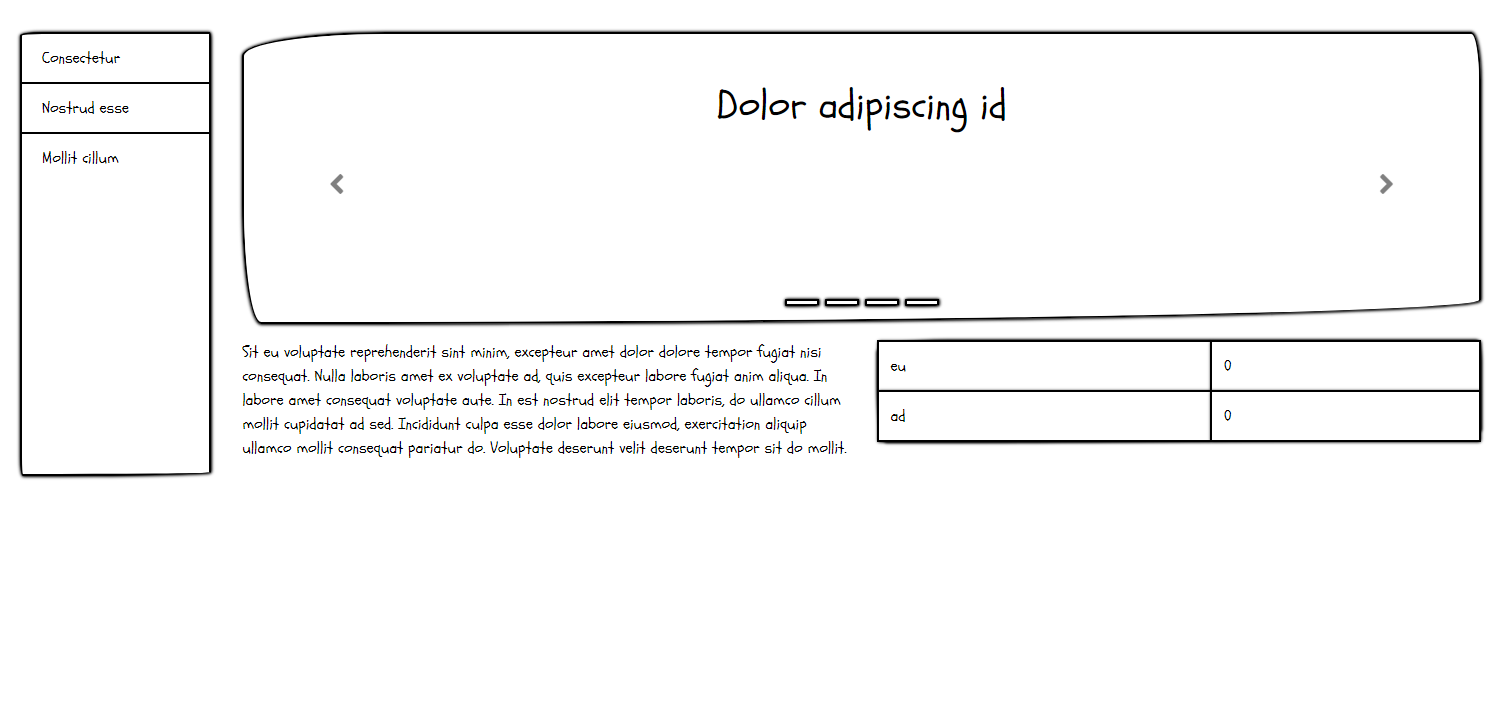 Consectetur
Nostrud esse
Mollit cillum
Dolor adipiscing id
Sit eu voluptate reprehenderit sint minim, excepteur amet dolor dolore tempor fugiat nisi
consequat. Nulla laboris amet ex voluptate ad, quis excepteur labore fugiat anim aliqua. In
labore amet consequat voluptate aute. In est nostrud elit tempor laboris, do ullamco cillum
mollit cupidatat ad sed. Incididunt culpa esse dolor labore eiusmod, exercitation aliquip
ullamco mollit consequat pariatur do. Voluptate deserunt velit deserunt tempor sit do mollit.
eu 0
ad 0